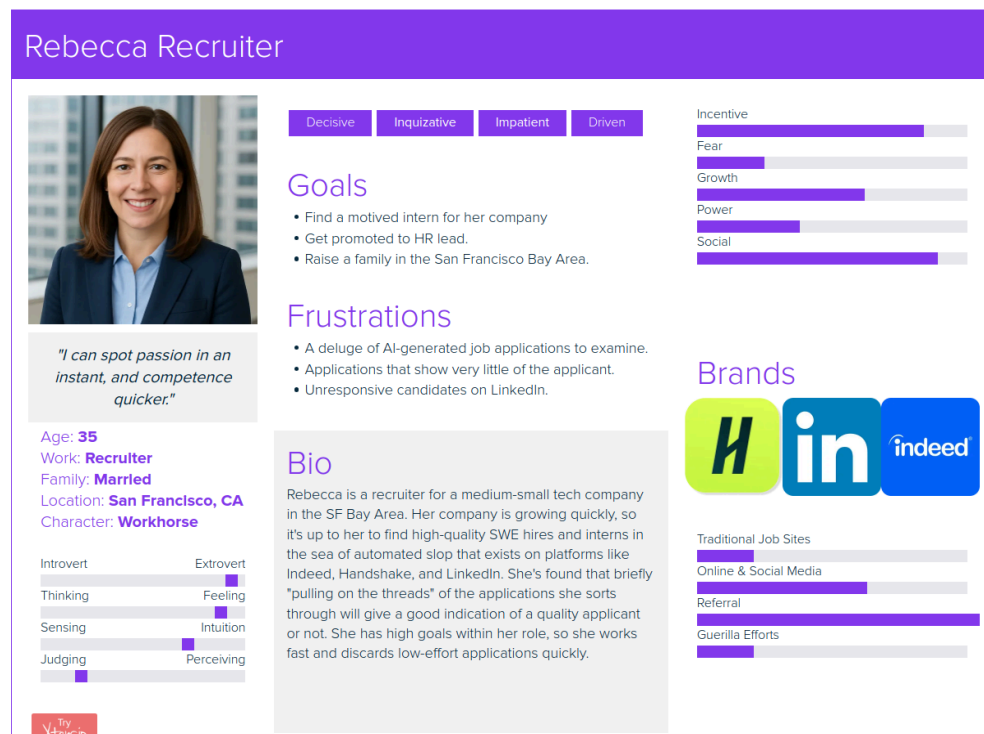 Rebecca Recruiter
Decisive
Inquizative
Impatient
Driven
Goals
• Find a motived intern for her company
• Get promoted to HR lead.
• Raise a family in the San Francisco Bay Area.
Frustrations
• A deluge of AI-generated job applications to examine.
• Applications that show very little of the applicant.
• Unresponsive candidates on LinkedIn.
"I can spot passion in an
instant, and competence
quicker."
Age: 35
Work: Recruiter
Family: Married
Location: San Francisco, CA
Character: Workhorse
Introvert Extrovert
Thinking Feeling
Sensing Intuition
Judging Perceiving
Try
Bio
Rebecca is a recruiter for a medium-small tech company
in the SF Bay Area. Her company is growing quickly, so
it's up to her to find high-quality SWE hires and interns in
the sea of automated slop that exists on platforms like
Indeed, Handshake, and LinkedIn. She's found that briefly
"pulling on the threads" of the applications she sorts
through will give a good indication of a quality applicant
or not. She has high goals within her role, so she works
fast and discards low-effort applications quickly.
Incentive
Fear
Growth
Power
Social
Brands
H
in
indeed
Traditional Job Sites
Online & Social Media
Referral
Guerilla Efforts